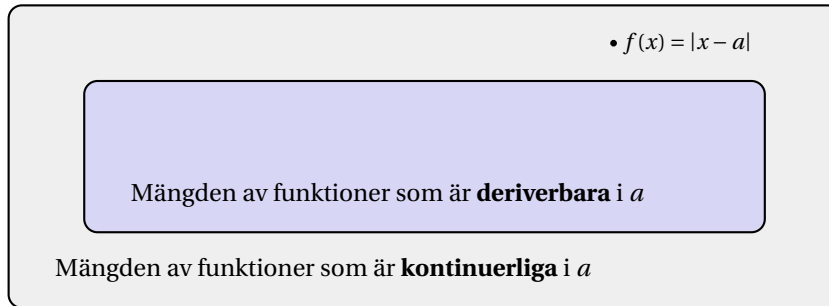 • f(x) = |x − a|
Mängden av funktioner som är deriverbara i a
Mängden av funktioner som är kontinuerliga i a